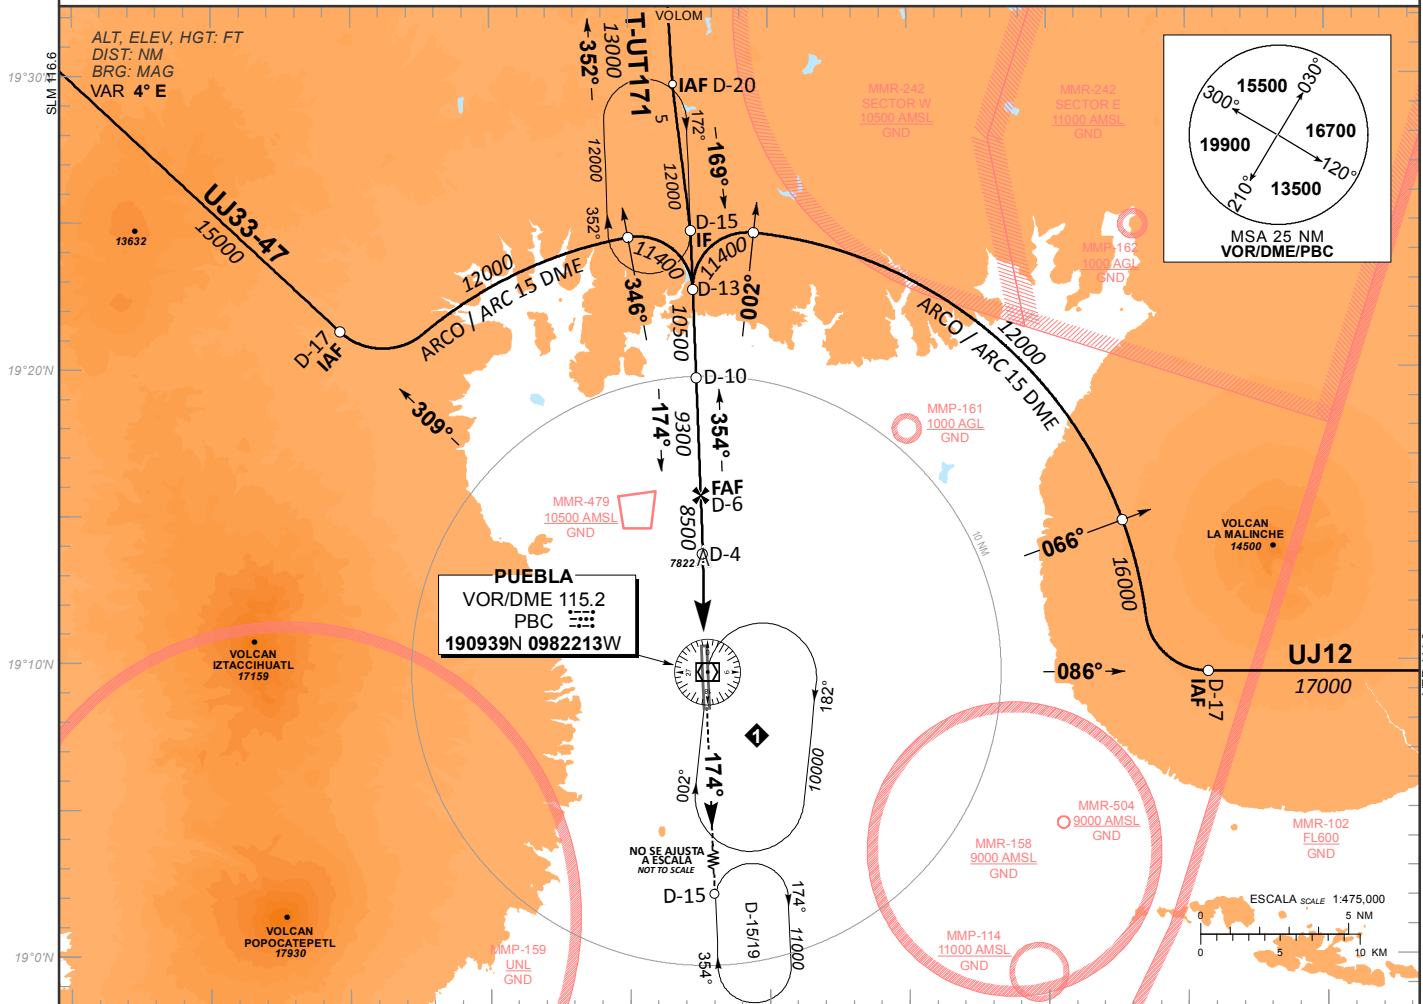 ALT, ELEV, HGT: FT
DIST: NM
BRG: MAG
VAR 4° E
SLM 116.6
19°30'N
19°20'N
19°10'N
19°0'N
VOLOM
T-UT171
13000
352°
IAF D-20
5
172°
169°
12000
12000
352°
D-15
IF
11400
11400
D-13
346°
002°
10500
D-10
174°
9300
354°
FAF
D-6
8500
7822
D-4
UJ33-47
15000
13632
D-17
IAF
309°
12000
ARCO / ARC 15 DME
ARCO / ARC 15 DME
12000
066°
16000
086°
UJ12
17000
D-17
IAF
MMR-242
SECTOR W
10500 AMSL
GND
MMR-242
SECTOR E
11000 AMSL
GND
MMP-162
1000 AGL
GND
MMP-161
1000 AGL
GND
MMR-479
10500 AMSL
GND
15500
030°
300°
19900
16700
120°
210°
13500
MSA 25 NM
VOR/DME/PBC
10 NM
VOLCAN
LA MALINCHE
14500
PUEBLA
VOR/DME 115.2
PBC
190939N 0982213W
27
9
VOLCAN
IZTACCIHUATL
17159
VOLCAN
POPOCATEPETL
17930
182°
1
174°
002°
10000
NO SE AJUSTA
A ESCALA
NOT TO SCALE
D-15
174°
D-15/19
11000
354°
MMP-159
UNL
GND
MMR-504
9000 AMSL
GND
MMR-158
9000 AMSL
GND
MMP-114
11000 AMSL
GND
MMR-102
FL600
GND
ESCALA SCALE 1:475,000
0 5 NM
0 5 10 KM